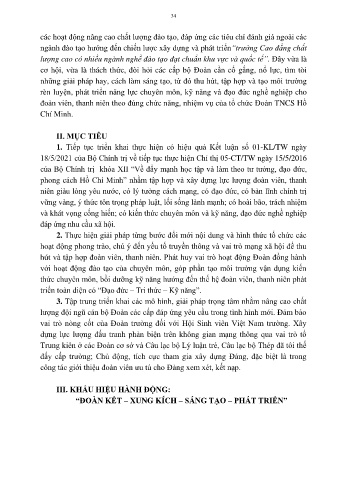 34
các hoạt động nâng cao chất lượng đào tạo, đáp ứng các tiêu chí đánh giá ngoài các
ngành đào tạo hướng đến chiến lược xây dựng và phát triển "trường Cao đẳng chất
lượng cao có nhiều ngành nghề đào tạo đạt chuẩn khu vực và quốc tế". Đây vừa là
cơ hội, vừa là thách thức, đòi hỏi các cấp bộ Đoàn cần cố gắng, nổ lực, tìm tòi
những giải pháp hay, cách làm sáng tạo, từ đó thu hút, tập hợp và tạo môi trường
rèn luyện, phát triển năng lực chuyên môn, kỹ năng và đạo đức nghề nghiệp cho
đoàn viên, thanh niên theo đúng chức năng, nhiệm vụ của tổ chức Đoàn TNCS Hồ
Chí Minh.
II. MỤC TIÊU
1. Tiếp tục triển khai thực hiện có hiệu quả Kết luận số 01-KL/TW ngày
18/5/2021 của Bộ Chính trị về tiếp tục thực hiện Chỉ thị 05-CT/TW ngày 15/5/2016
của Bộ Chính trị khóa XII "Về đẩy mạnh học tập và làm theo tư tưởng, đạo đức,
phong cách Hồ Chí Minh" nhằm tập hợp và xây dựng lực lượng đoàn viên, thanh
niên giàu lòng yêu nước, có lý tưởng cách mạng, có đạo đức, có bản lĩnh chính trị
vững vàng, ý thức tôn trọng pháp luật, lối sống lành mạnh; có hoài bão, trách nhiệm
và khát vọng cống hiến; có kiến thức chuyên môn và kỹ năng, đạo đức nghề nghiệp
đáp ứng nhu cầu xã hội.
2. Thực hiện giải pháp từng bước đổi mới nội dung và hình thức tổ chức các
hoạt động phong trào, chú ý đến yếu tố truyền thông và vai trò mạng xã hội để thu
hút và tập hợp đoàn viên, thanh niên. Phát huy vai trò hoạt động Đoàn đồng hành
với hoạt động đào tạo của chuyên môn, góp phần tạo môi trường vận dụng kiến
thức chuyên môn, bồi dưỡng kỹ năng hướng đến thế hệ đoàn viên, thanh niên phát
triển toàn diện có "Đạo đức – Tri thức – Kỹ năng".
3. Tập trung triển khai các mô hình, giải pháp trọng tâm nhằm nâng cao chất
lượng đội ngũ cán bộ Đoàn các cấp đáp ứng yêu cầu trong tình hình mới. Đảm bảo
vai trò nòng cốt của Đoàn trường đối với Hội Sinh viên Việt Nam trường. Xây
dựng lực lượng đấu tranh phản biện trên không gian mạng thông qua vai trò tổ
Trung kiên ở các Đoàn cơ sở và Câu lạc bộ Lý luận trẻ, Câu lạc bộ Thép đã tôi thế
đấy cấp trường; Chủ động, tích cực tham gia xây dựng Đảng, đặc biệt là trong
công tác giới thiệu đoàn viên ưu tú cho Đảng xem xét, kết nạp.
III. KHẨU HIỆU HÀNH ĐỘNG:
"ĐOÀN KẾT – XUNG KÍCH – SÁNG TẠO – PHÁT TRIỂN"